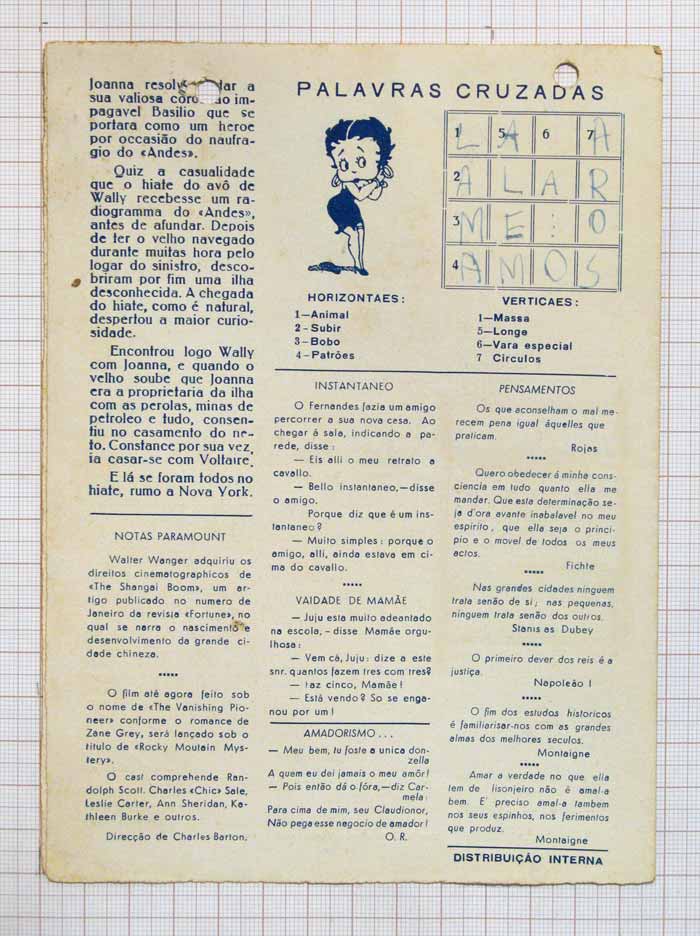 Joanna resolv dar a
sua valiosa corôa ao im-
pagavel Basilio que se
portara como um heroe
por occasião do naufra-
gio do «Andes».
Quiz a casualidade
que o hiate do avô de
Wally recebesse um ra-
diogramma do «Andes»,
antes de afundar. Depois
de ter o velho navegado
durante muitas hora pelo
logar do sinistro, desco-
briram por fim uma ilha
desconhecida. A chegada
do hiate, como é natural,
despertou a maior curio-
sidade.
Encontrou logo Wally
com Joanna, e quando o
velho soube que Joanna
era a proprietaria da ilha
com as perolas, minas de
petroleo e tudo, consen-
tiu no casamento do ne-
to. Constance por sua vez,
ia casar-se com Voltaire.
E lá se foram todos no
hiate, rumo a Nova York.
NOTAS PARAMOUNT
Walter Wanger adquiriu os
direitos cinematographicos de
«The Shangai Boom», um ar-
tigo publicado no numero de
Janeiro da revista «Fortune», no
qual se narra o nascimento e
desenvolvimento da grande ci-
dade chineza.
•••••
O film até agora feito sob
o nome de «The Vanishing Pio-
neer» conforme o romance de
Zane Grey, será lançado sob o
titulo de «Rocky Moutain Mys-
tery».
O cast comprehende Ran-
dolph Scott. Charles «Chic» Sale,
Leslie Carter, Ann Sheridan, Ka-
thleen Burke e outros.
Direcção de Charles Barton.
PALAVRAS CRUZADAS
1 L 5 A 6 7 A
2 A L A R
3 M E O
4 A M O S
HORIZONTAES:
1—Animal
2-Subir
3—Bobo
4-Patrões
VERTICAES:
1—Massa
5—Longe
6—Vara especial
7 Circulos
INSTANTANEO
O Fernandes fazia um amigo
percorrer a sua nova casa. Ao
chegar á sala, indicando a pa-
rede, disse:
— Eis alli o meu retrato a
cavallo.
— Bello instantaneo,—disse
o amigo.
Porque diz que é um ins-
tantaneo?
— Muito simples: porque o
amigo, alli, ainda estava em ci-
ma do cavallo.
•••••
VAIDADE DE MAMÃE
— Juju esta muito adeantado
na escola, - disse Mamãe orgu-
lhosa:
— Vem cá, Juju: dize a este
snr. quantos fazem tres com tres?
— Faz cinco, Mamãe!
— Está vendo? So se enga-
nou por um!
AMADORISMO...
— Meu bem, tu foste a unica don-
zella
A quem eu dei jamais o meu amôr!
— Pois então dá o fóra,—diz Car-
mela:
Para cima de mim, seu Claudionor,
Não pega esse negocio de amador!
O. R.
PENSAMENTOS
Os que aconselham o mal me-
recem pena igual áquelles que
praticam.
Rojas
•••••
Quero obedecer á minha cons-
ciencia em tudo quanto ella me
mandar. Que esta determinação se-
ja d'ora avante inabalavel no meu
espirito, que ella seja o princi-
pio e o movel de todos os meus
actos.
Fichte
•••••
Nas grandes cidades ninguem
trata senão de si; nas pequenas,
ninguem trata senão dos outros.
Stanis as Dubey
•••••
O primeiro dever dos reis é a
justiça.
Napoleão I
•••••
O fim dos estudos historicos
é familiarisar-nos com as grandes
almas dos melhores seculos.
Montaigne
•••••
Amar a verdade no que ella
tem de lisonjeiro não é amal-a
bem. E' preciso amal-a tambem
nos seus espinhos, nos ferimentos
que produz.
Montaigne
DISTRIBUIÇÃO INTERNA